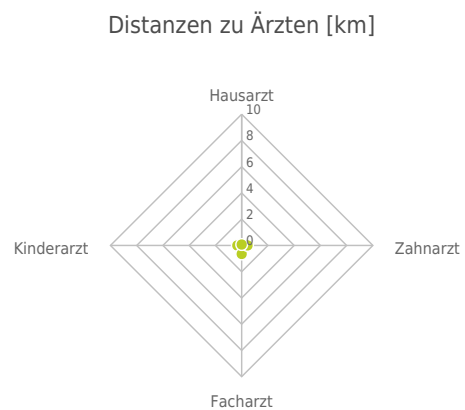 Distanzen zu Ärzten [km]
Hausarzt
10
8
6
4
2
0
Kinderarzt
Zahnarzt
Facharzt